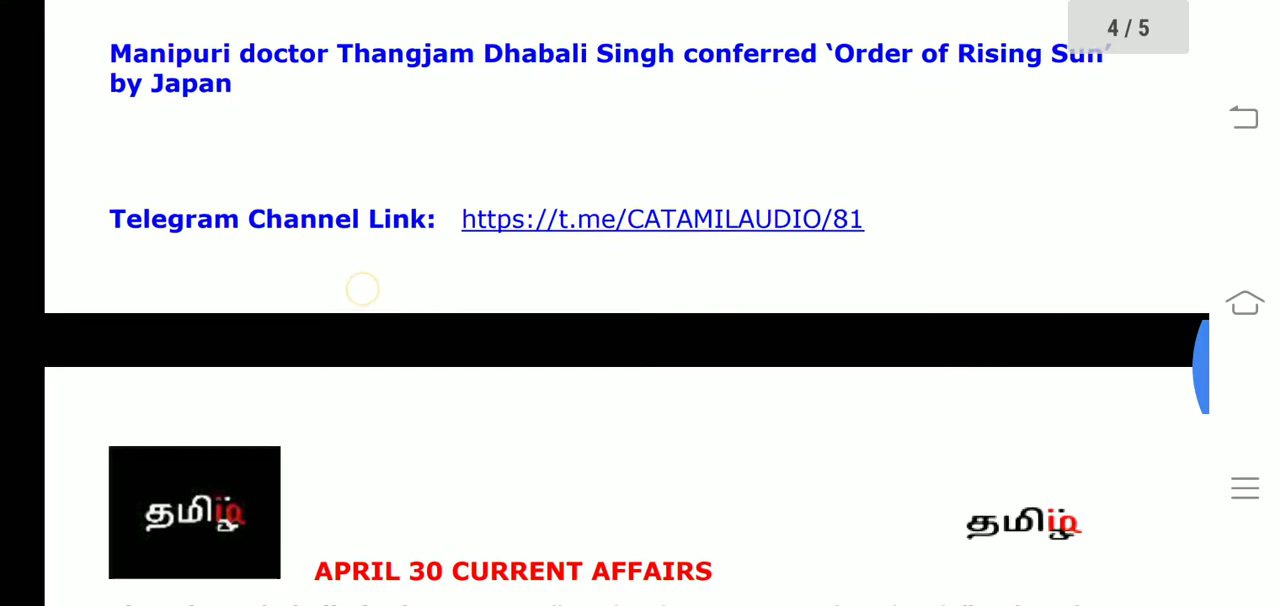 4 / 5
Manipuri doctor Thangjam Dhabali Singh conferred ‘Order of Rising Sun’
by Japan
Telegram Channel Link: https://t.me/CATAMILAUDIO/81
தமிழ்
தமிழ்
APRIL 30 CURRENT AFFAIRS